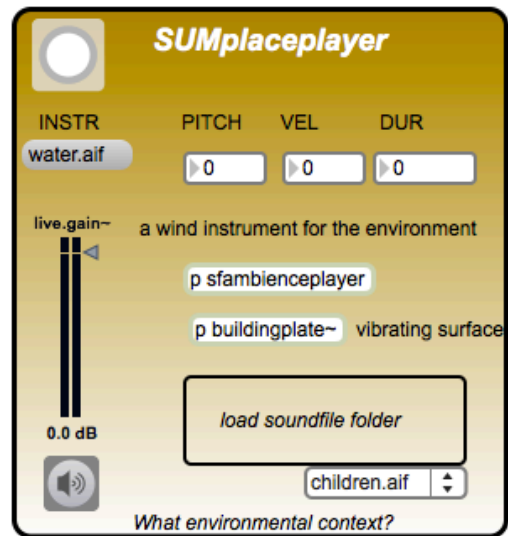 SUMplaceplayer
INSTR PITCH VEL DUR
water.aif 0 0 0
live.gain~ a wind instrument for the environment
p sfambienceplayer
p buildingplate~ vibrating surface
load soundfile folder
0.0 dB
children.aif
What environmental context?